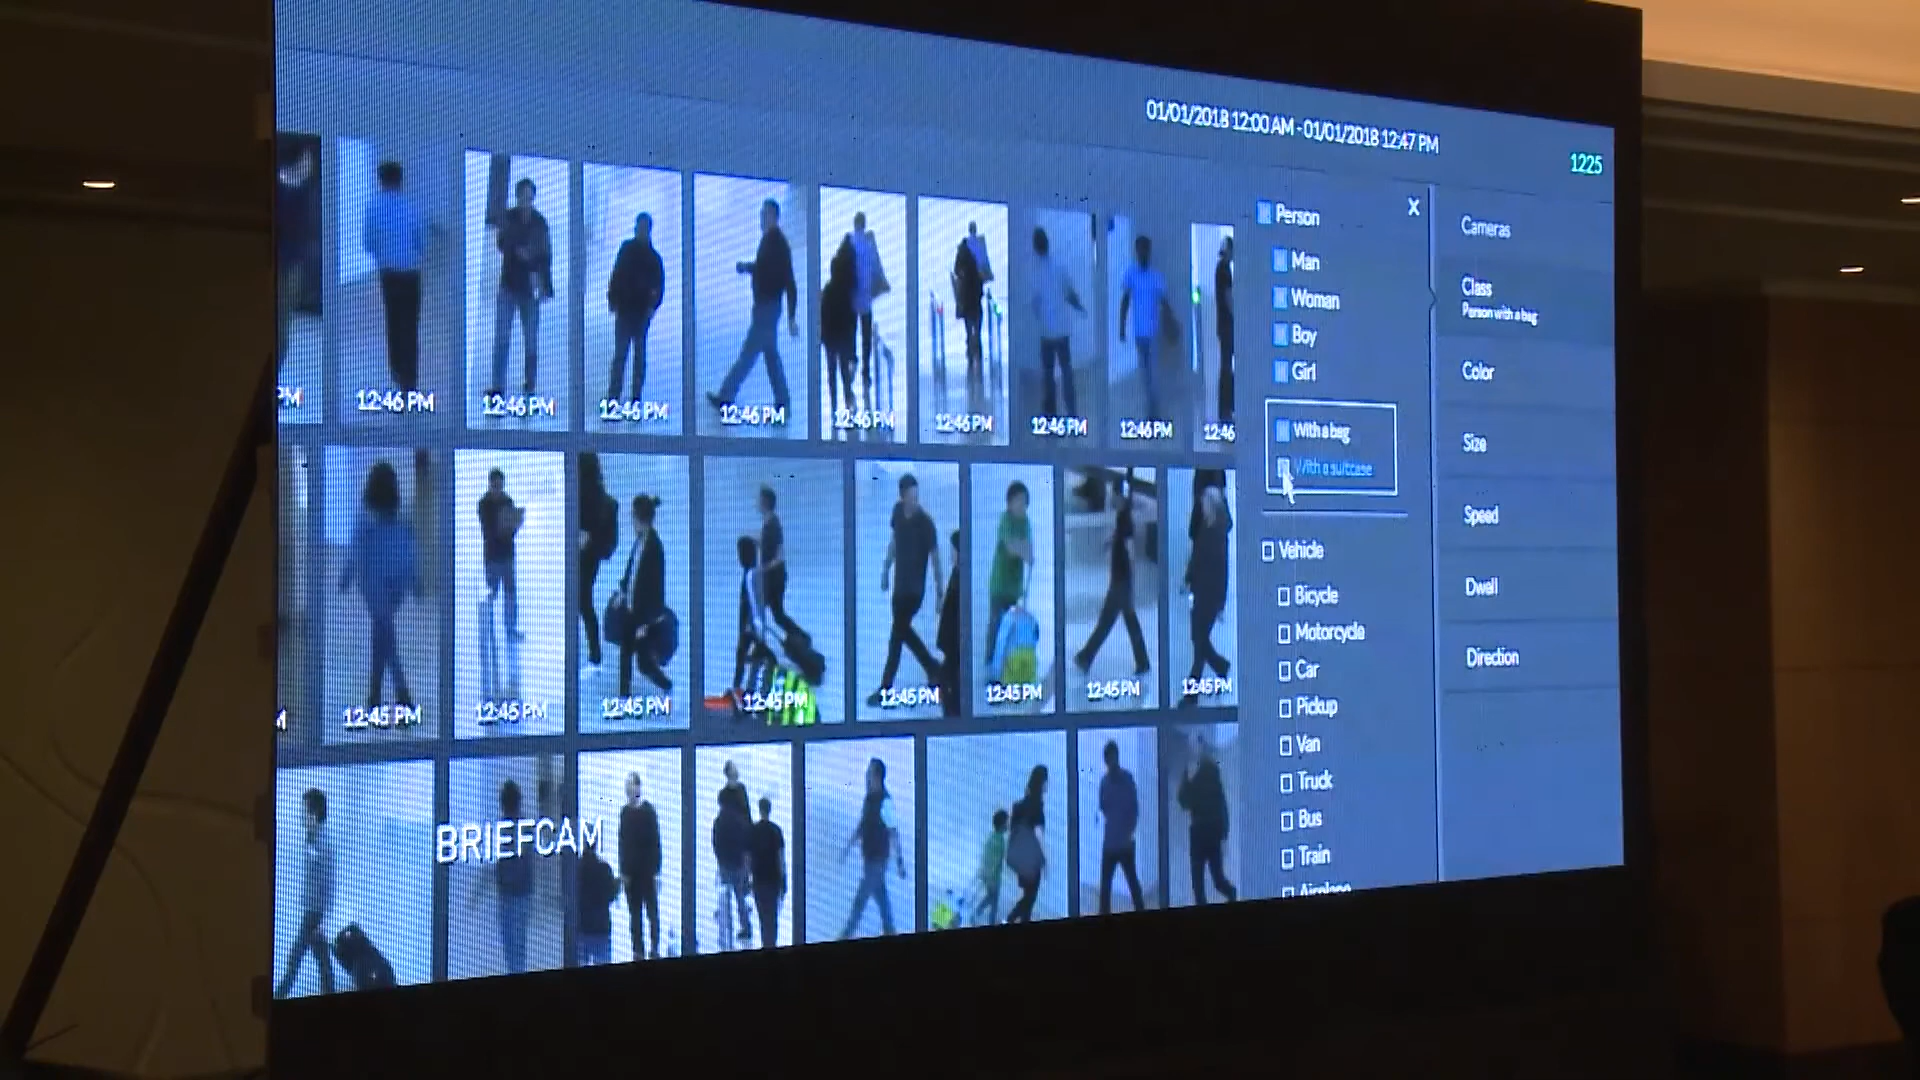 01/01/2018 12:00 AM - 01/01/2018 12:47 PM
1225
PM
12:46 PM
12:46 PM
12:46 PM
12:46 PM
12:46 PM
12:46 PM
12:46 PM
12:46 PM
12:46
12:45 PM
12:45 PM
12:45 PM
12:45 PM
12:45 PM
12:45 PM
12:45 PM
12:45 PM
BRIEFCAM
X
Person
Man
Woman
Boy
Girl
With a bag
With a suitcase
Vehicle
Bicycle
Motorcycle
Car
Pickup
Van
Truck
Bus
Train
Airplane
Cameras
Class
Person with a bag
Color
Size
Speed
Dwell
Direction